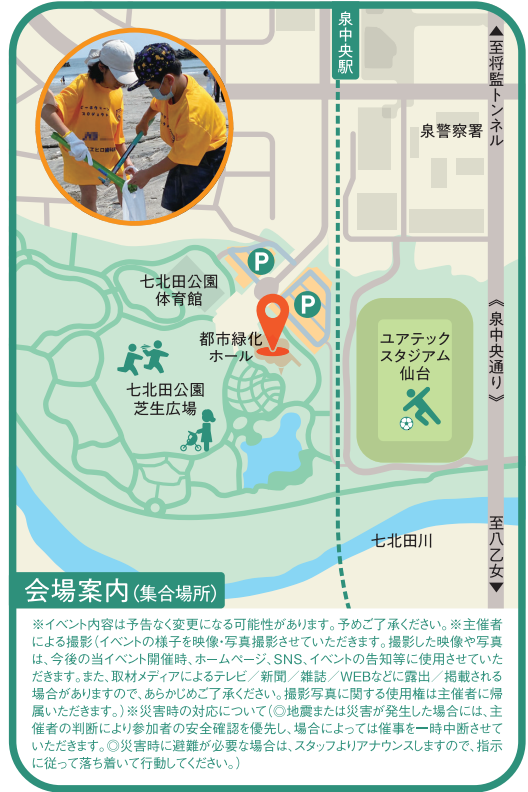 泉中央駅
▲至将監トンネル
泉警察署
P
七北田公園
体育館
P
都市緑化
ホール
ユアテック
スタジアム
仙台
《泉中央通り》
七北田公園
芝生広場
七北田川
至八乙女▼
会場案内(集合場所)
※イベント内容は予告なく変更になる可能性があります。予めご了承ください。※主催者
による撮影(イベントの様子を映像・写真撮影させていただきます。撮影した映像や写真
は、今後の当イベント開催時、ホームページ、SNS、イベントの告知等に使用させていた
だきます。また、取材メディアによるテレビ／新聞／雑誌／WEBなどに露出／掲載される
場合がありますので、あらかじめご了承ください。撮影写真に関する使用権は主催者に帰
属いただきます。)※災害時の対応について(◎地震または災害が発生した場合には、主
催者の判断により参加者の安全確認を優先し、場合によっては催事を一時中断させて
いただきます。◎災害時に避難が必要な場合は、スタッフよりアナウンスしますので、指示
に従って落ち着いて行動してください。)